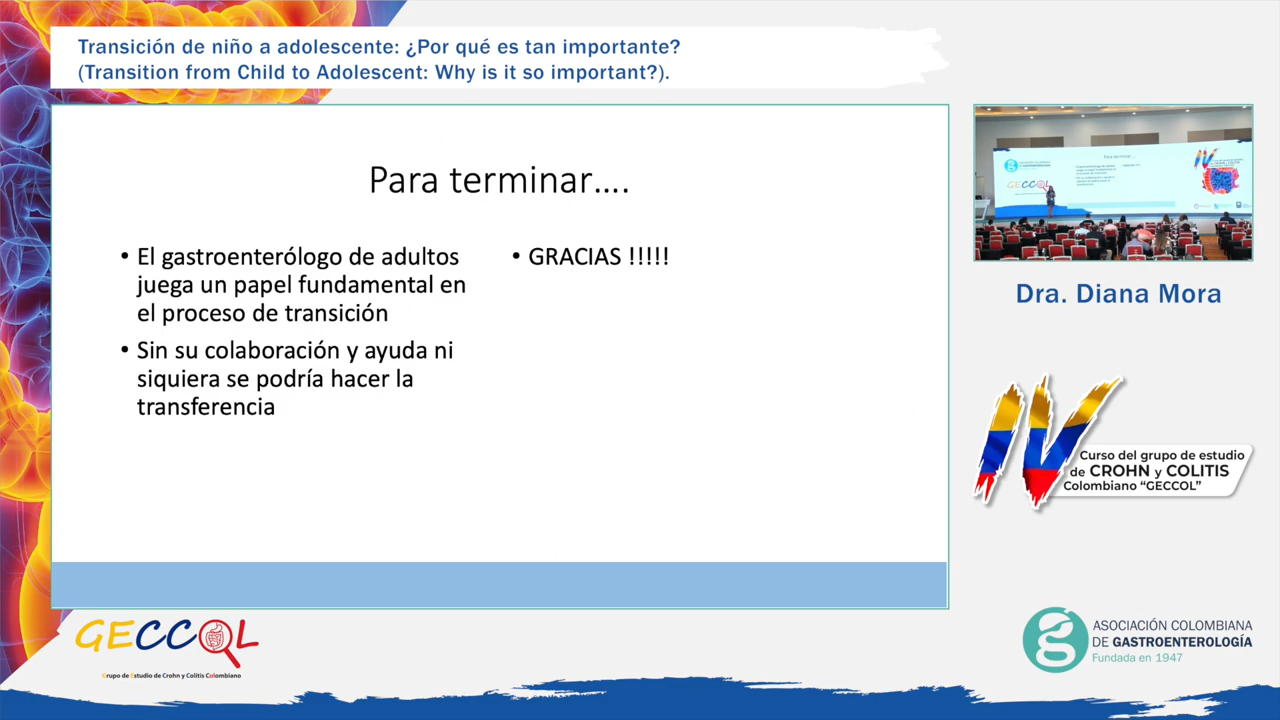 Transición de niño a adolescente: ¿Por qué es tan importante?
(Transition from Child to Adolescent: Why is it so important?).
Para terminar....
• El gastroenterólogo de adultos
juega un papel fundamental en
el proceso de transición
• Sin su colaboración y ayuda ni
siquiera se podría hacer la
transferencia
• GRACIAS !!!!!
Dra. Diana Mora
IV
Curso del grupo de estudio
de CROHN y COLITIS
Colombiano “GECCOL”
GECCOL
Grupo de Estudio de Crohn y Colitis Colombiano
ASOCIACIÓN COLOMBIANA
DE GASTROENTEROLOGÍA
Fundada en 1947